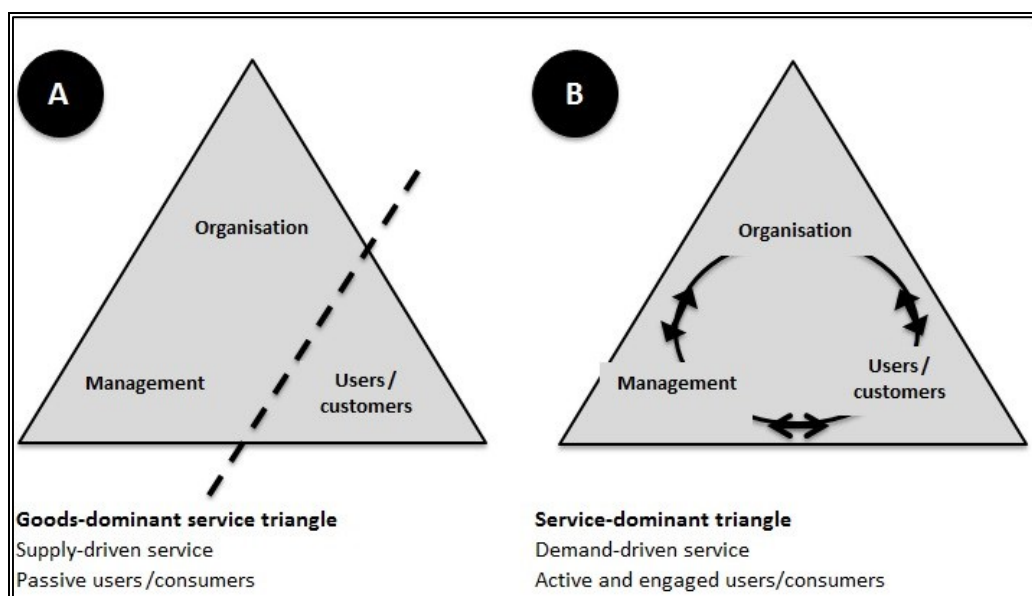 A
Organisation
Management
Users/
customers
Goods-dominant service triangle
Supply-driven service
Passive users/consumers
B
Organisation
Management
Users/
customers
Service-dominant triangle
Demand-driven service
Active and engaged users/consumers